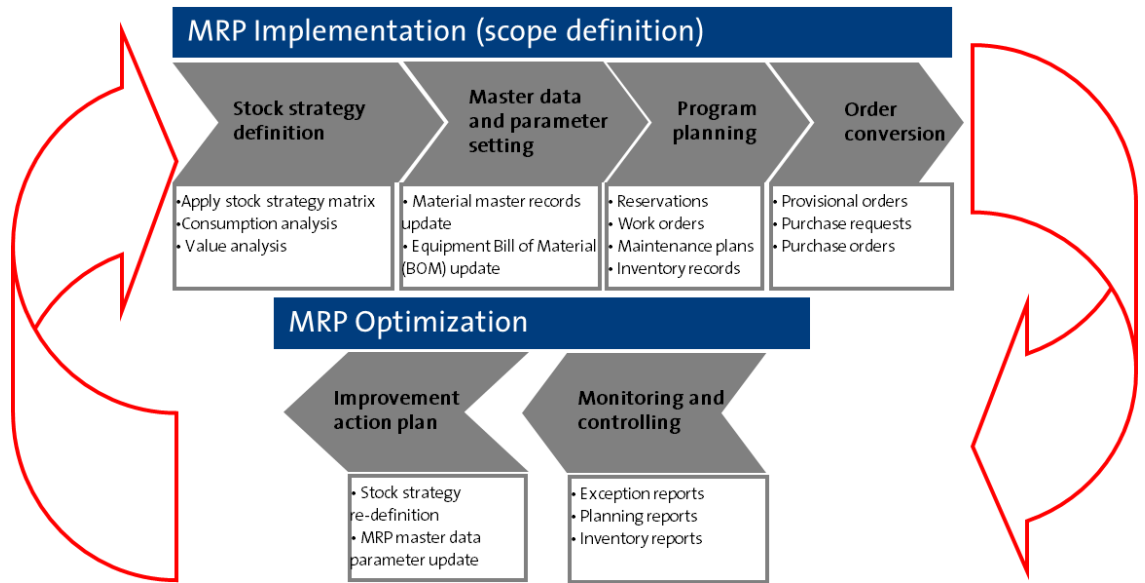 MRP Implementation (scope definition)
Stock strategy
definition
Master data
and parameter
setting
Program
planning
Order
conversion
•Apply stock strategy matrix
•Consumption analysis
• Value analysis
• Material master records
update
• Equipment Bill of Material
(BOM) update
• Reservations
• Work orders
• Maintenance plans
• Inventory records
• Provisional orders
• Purchase requests
• Purchase orders
MRP Optimization
Improvement
action plan
Monitoring and
controlling
• Stock strategy
re-definition
• MRP master data
parameter update
• Exception reports
• Planning reports
• Inventory reports